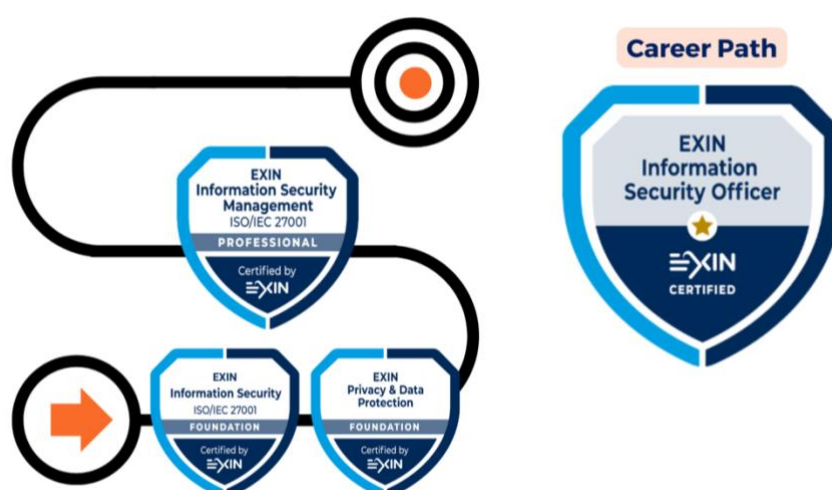 Career Path
EXIN
Information
Security Officer
EXIN
CERTIFIED
EXIN
Information Security
Management
ISO/IEC 27001
PROFESSIONAL
Certified by
EXIN
EXIN
Information Security
ISO/IEC 27001
FOUNDATION
Certified by
EXIN
EXIN
Privacy & Data
Protection
FOUNDATION
Certified by
EXIN